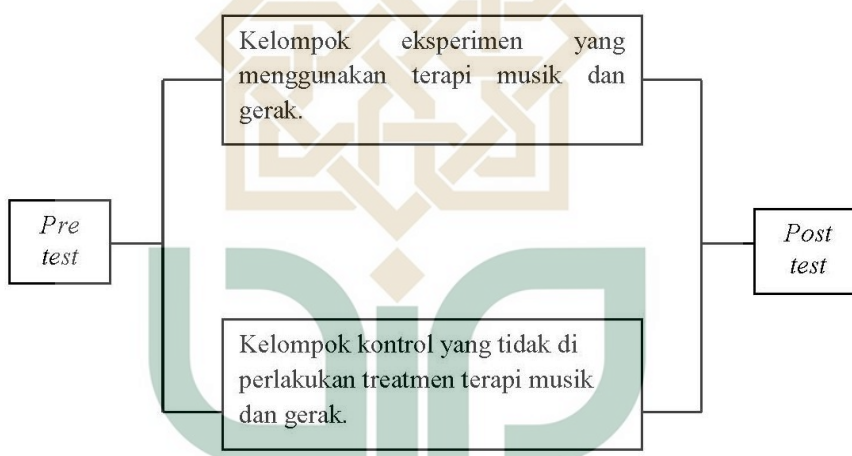 Kelompok eksperimen yang
menggunakan terapi musik dan
gerak.
Pre
test
Post
test
Kelompok kontrol yang tidak di
perlakukan treatmen terapi musik
dan gerak.